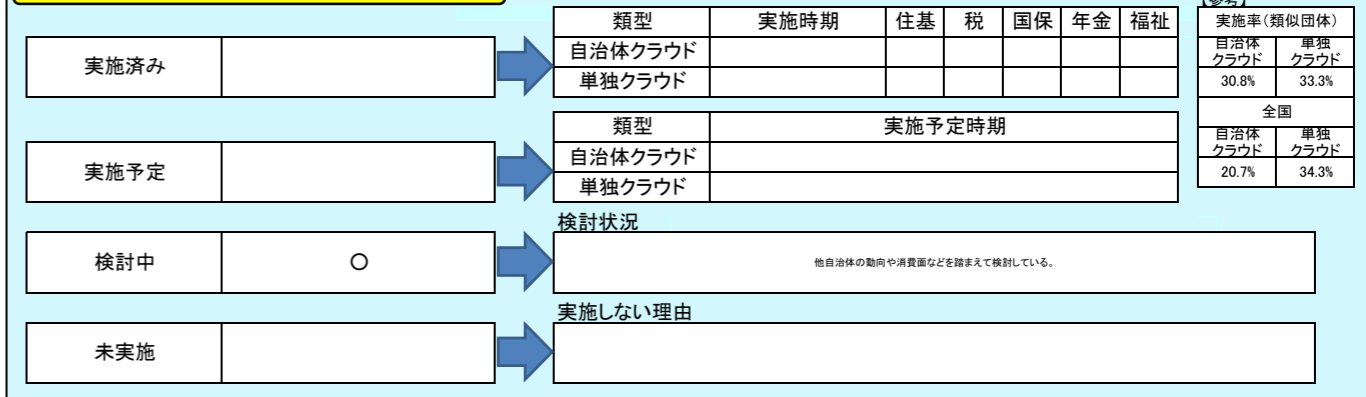 【参考】
類型 実施時期 住基 税 国保 年金 福祉
実施済み
自治体クラウド
単独クラウド
実施率(類似団体)
自治体クラウド 単独クラウド
30.8% 33.3%
全国
自治体クラウド 単独クラウド
20.7% 34.3%
類型 実施予定時期
実施予定
自治体クラウド
単独クラウド
検討状況
検討中 ○
他自治体の動向や消費面などを踏まえて検討している。
実施しない理由
未実施